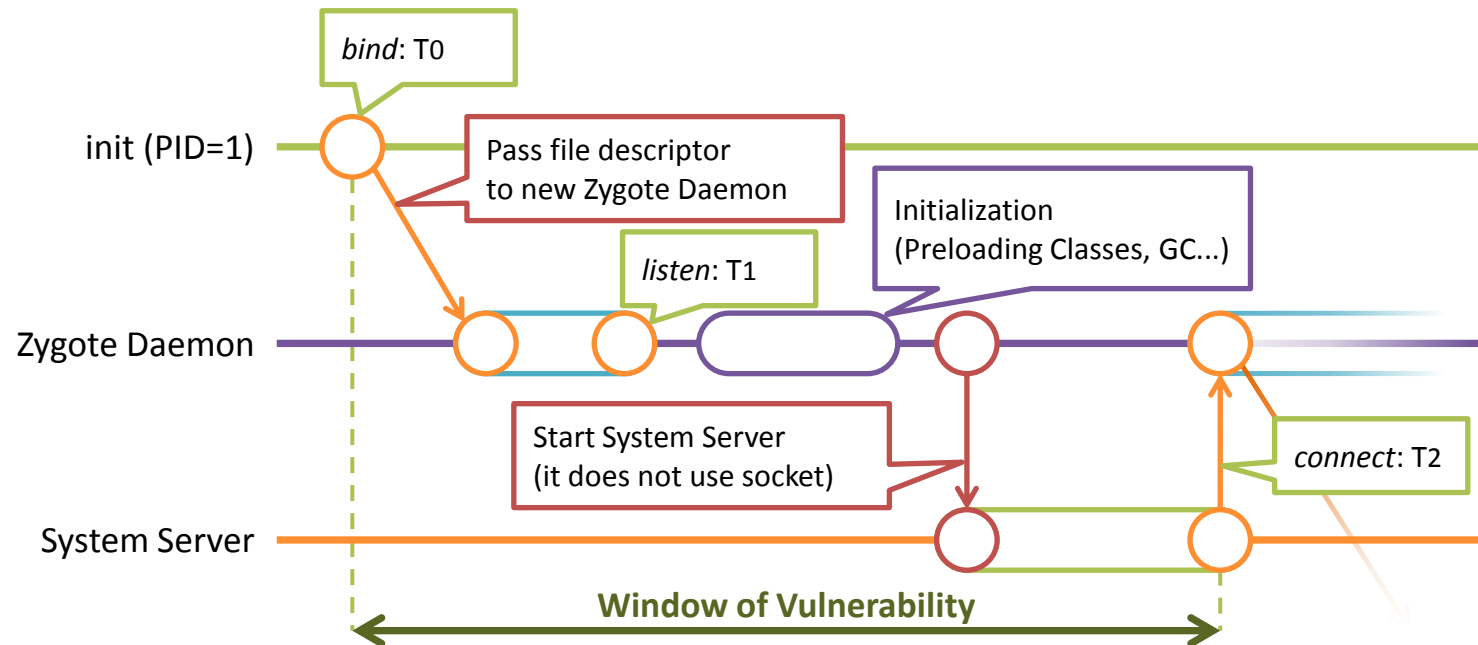 bind: T0
init (PID=1)
Pass file descriptor
to new Zygote Daemon
Initialization
(Preloading Classes, GC...)
listen: T1
Zygote Daemon
Start System Server
(it does not use socket)
connect: T2
System Server
Window of Vulnerability